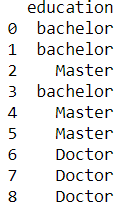 education
0 bachelor
1 bachelor
2 Master
3 bachelor
4 Master
5 Master
6 Doctor
7 Doctor
8 Doctor